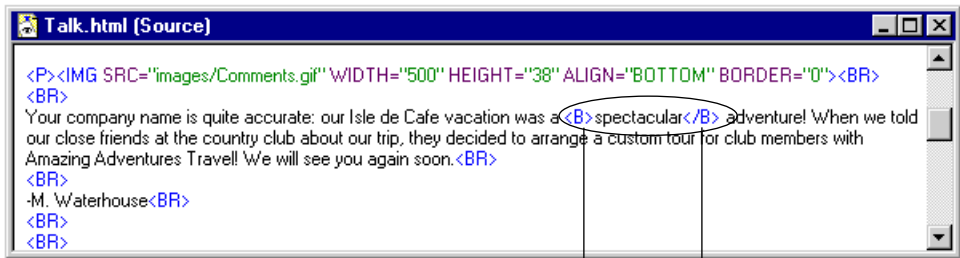 Talk.html (Source)
<P><IMG SRC="images/Comments.gif" WIDTH="500" HEIGHT="38" ALIGN="BOTTOM" BORDER="0"><BR>
<BR>
Your company name is quite accurate: our Isle de Cafe vacation was a <B>spectacular</B> adventure! When we told
our close friends at the country club about our trip, they decided to arrange a custom tour for club members with
Amazing Adventures Travel! We will see you again soon.<BR>
<BR>
-M. Waterhouse<BR>
<BR>
<BR>